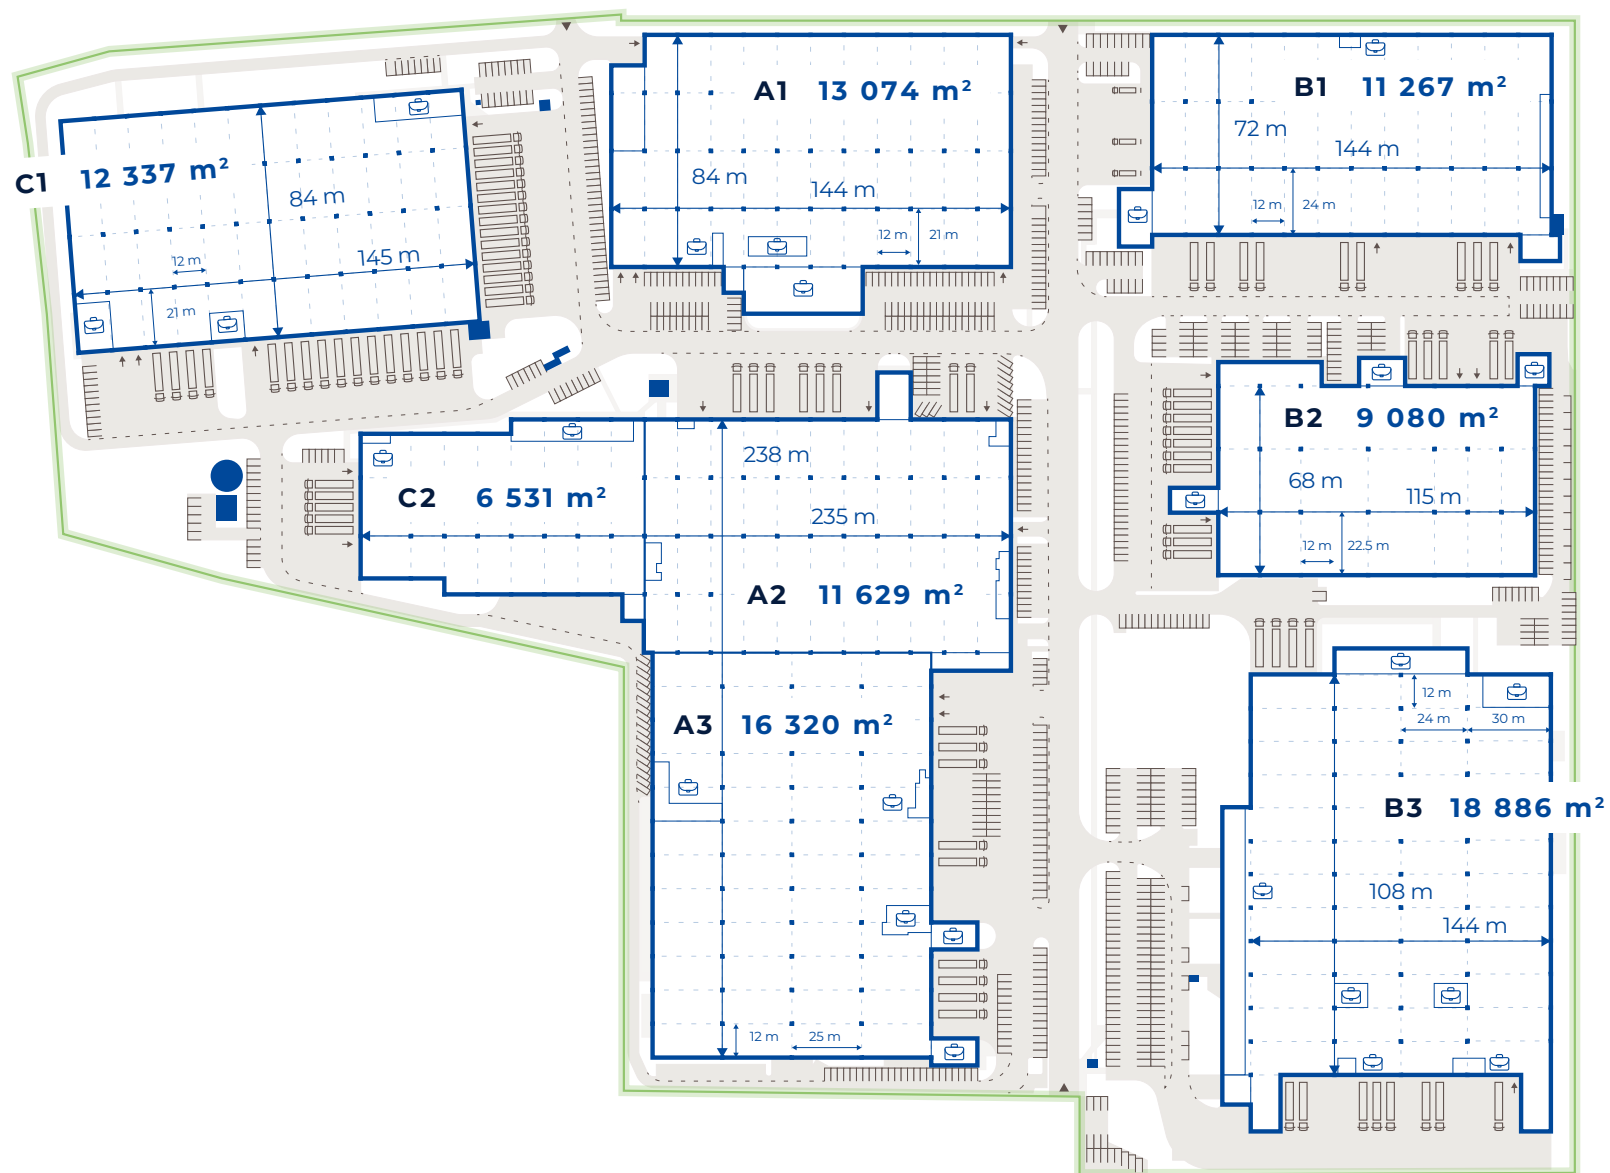 A1 13 074 m²
84 m
144 m
12 m
21 m
B1 11 267 m²
72 m
144 m
12 m
24 m
C1 12 337 m²
84 m
145 m
12 m
21 m
B2 9 080 m²
68 m
115 m
12 m
22.5 m
C2 6 531 m²
238 m
235 m
A2 11 629 m²
A3 16 320 m²
12 m
25 m
12 m
24 m
30 m
B3 18 886 m²
108 m
144 m